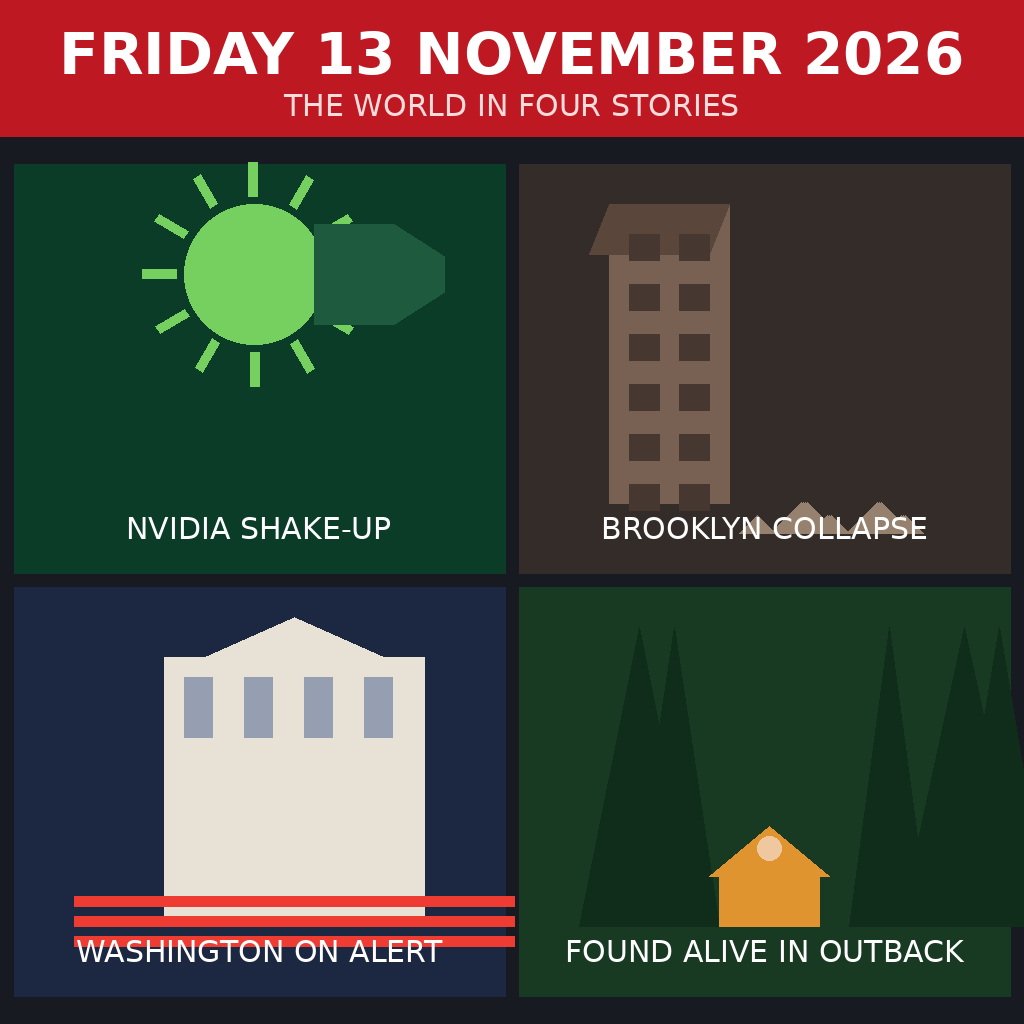 FRIDAY 13 NOVEMBER 2026
THE WORLD IN FOUR STORIES
NVIDIA SHAKE-UP
BROOKLYN COLLAPSE
WASHINGTON ON ALERT
FOUND ALIVE IN OUTBACK